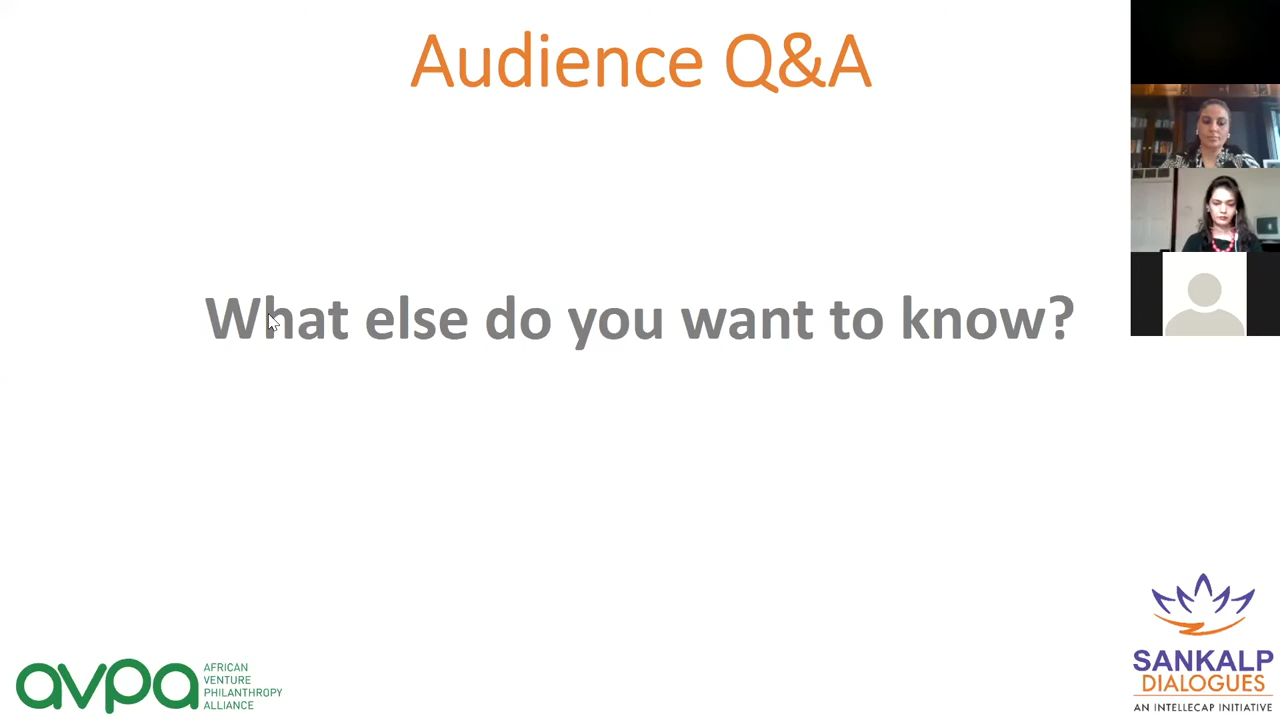 Audience Q&A
What else do you want to know?
avpa
AFRICAN
VENTURE
PHILANTHROPY
ALLIANCE
SANKALP
DIALOGUES
AN INTELLECAP INITIATIVE